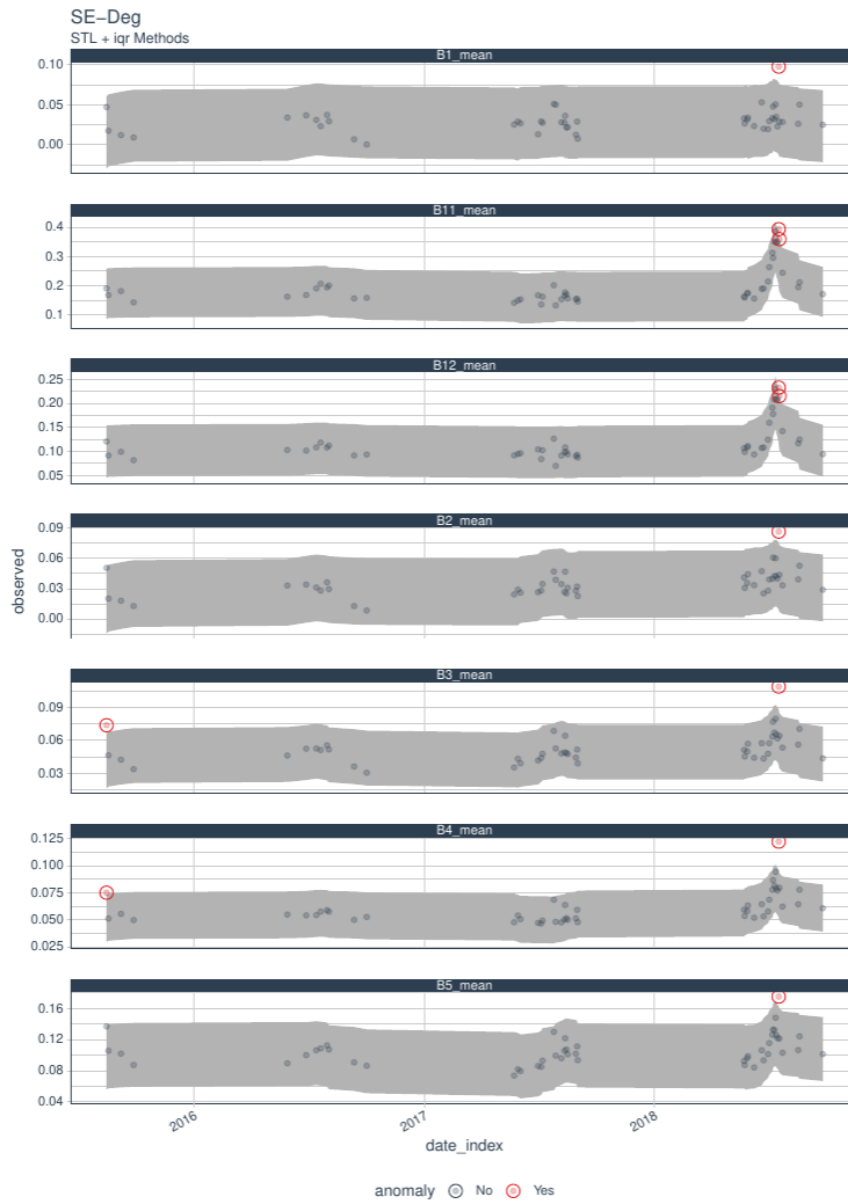 SE−Deg
STL + iqr Methods
B1_mean
0.10
0.05
0.00
B11_mean
0.4
0.3
0.2
0.1
B12_mean
0.25
0.20
0.15
0.10
0.05
B2_mean
0.09
0.06
0.03
0.00
observed
B3_mean
0.09
0.06
0.03
B4_mean
0.125
0.100
0.075
0.050
0.025
B5_mean
0.16
0.12
0.08
0.04
2016
2017
2018
date_index
anomaly No Yes